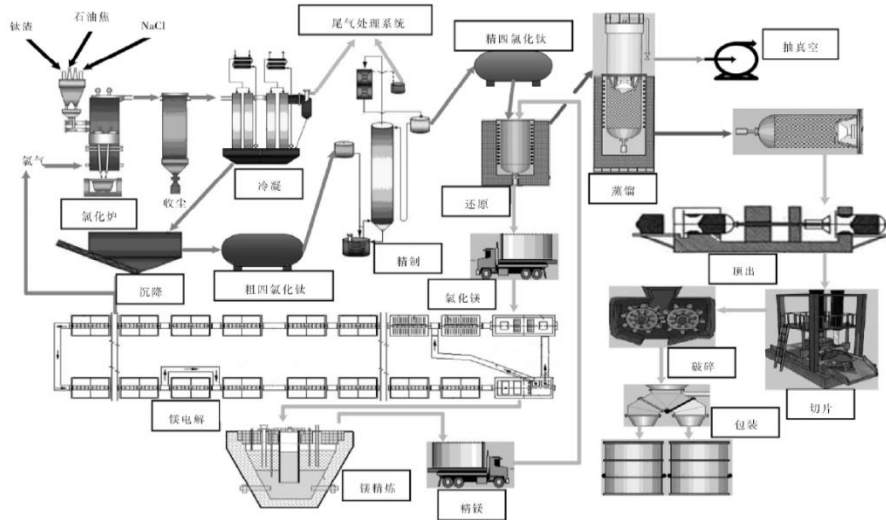 钛渣
石油焦
NaCl
尾气处理系统
精四氯化钛
抽真空
氯气
氯化炉
收尘
冷凝
还原
蒸馏
沉降
粗四氯化钛
精制
氯化镁
顶出
镁电解
破碎
切片
包装
镁精炼
精镁